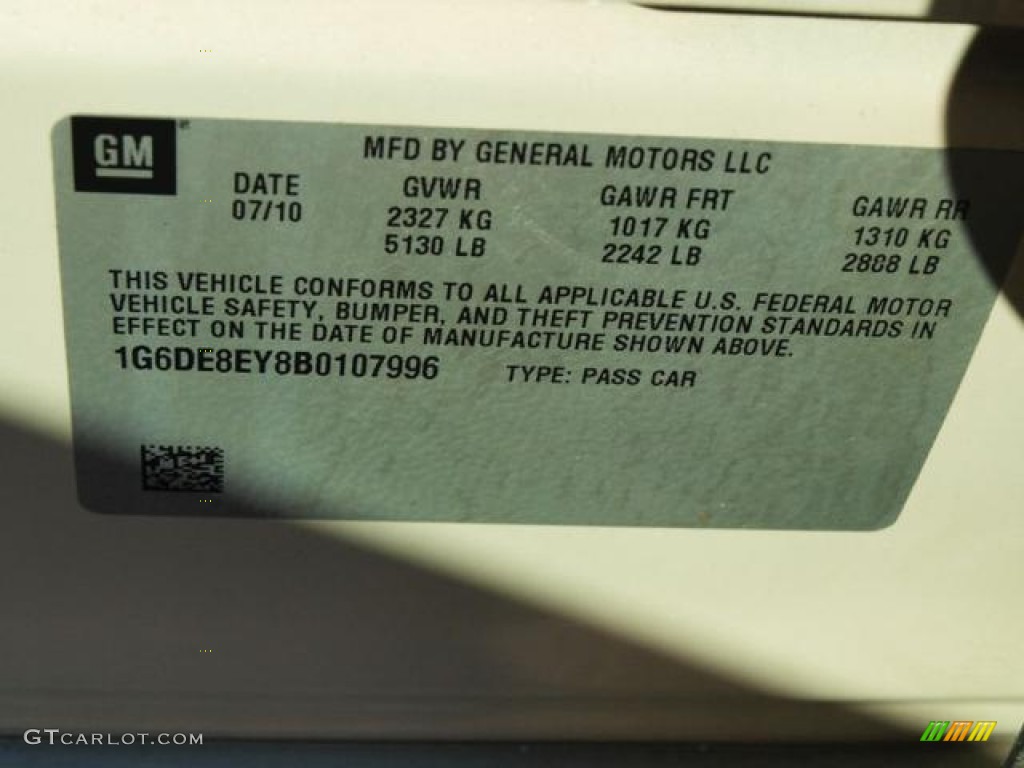 GM
MFD BY GENERAL MOTORS LLC
DATE GVWR GAWR FRT GAWR RR
07/10 2327 KG 1017 KG 1310 KG
5130 LB 2242 LB 2888 LB
THIS VEHICLE CONFORMS TO ALL APPLICABLE U.S. FEDERAL MOTOR
VEHICLE SAFETY, BUMPER, AND THEFT PREVENTION STANDARDS IN
EFFECT ON THE DATE OF MANUFACTURE SHOWN ABOVE.
1G6DE8EY8B0107996 TYPE: PASS CAR
GTCARLOT.COM